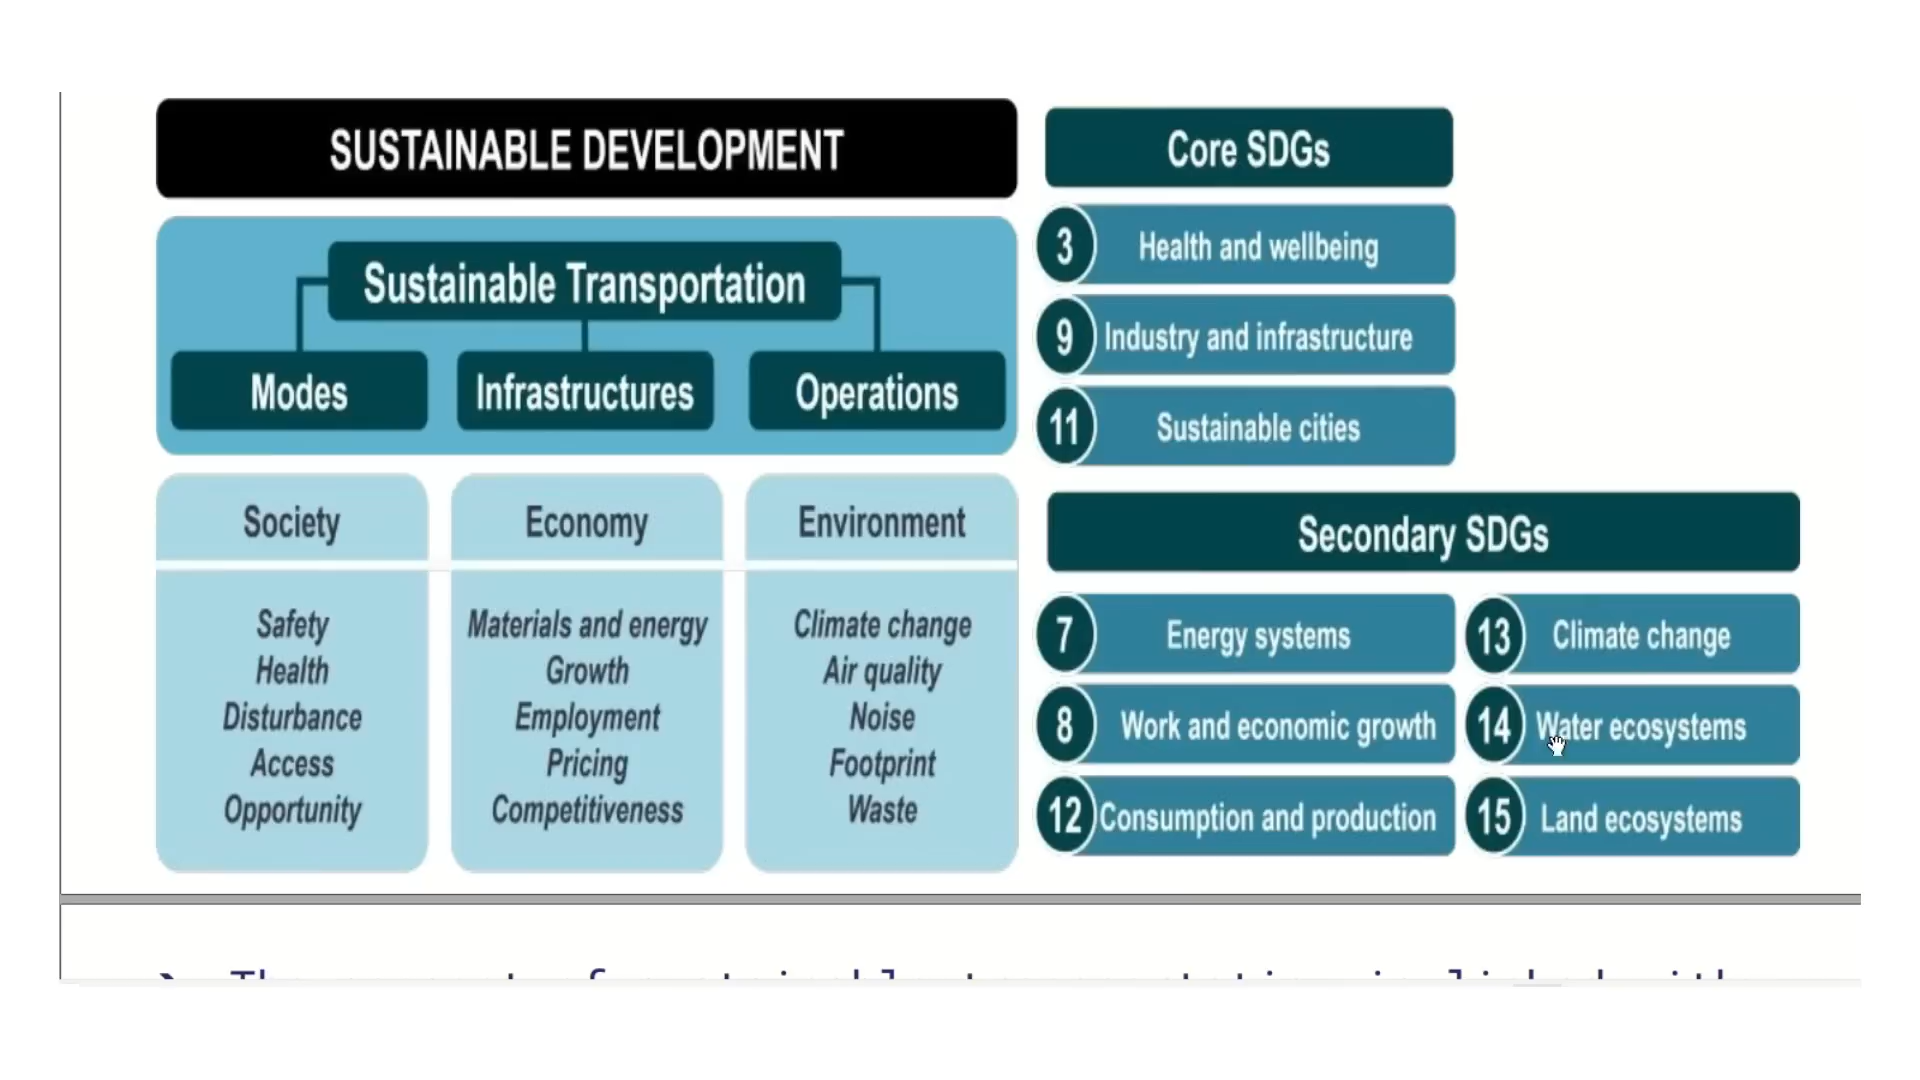 SUSTAINABLE DEVELOPMENT
Sustainable Transportation
Modes
Infrastructures
Operations
Society
Safety
Health
Disturbance
Access
Opportunity
Economy
Materials and energy
Growth
Employment
Pricing
Competitiveness
Environment
Climate change
Air quality
Noise
Footprint
Waste
Core SDGs
3 Health and wellbeing
9 Industry and infrastructure
11 Sustainable cities
Secondary SDGs
7 Energy systems
8 Work and economic growth
12 Consumption and production
13 Climate change
14 Water ecosystems
15 Land ecosystems